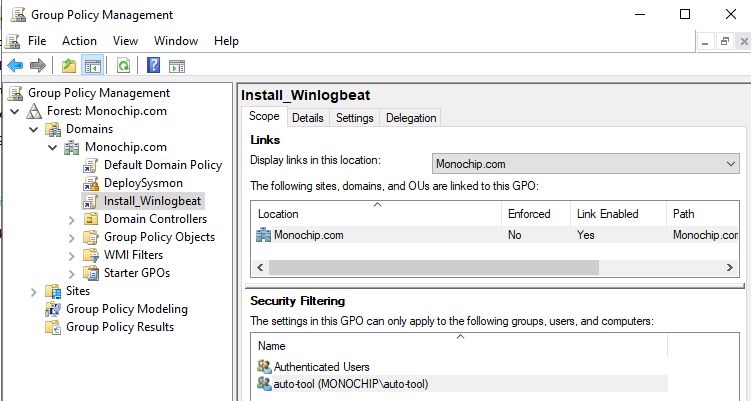 Group Policy Management
File Action View Window Help
Group Policy Management
Forest: Monochip.com
Domains
Monochip.com
Default Domain Policy
DeploySysmon
Install_Winlogbeat
Domain Controllers
Group Policy Objects
WMI Filters
Starter GPOs
Sites
Group Policy Modeling
Group Policy Results
Install_Winlogbeat
Scope Details Settings Delegation
Links
Display links in this location: Monochip.com
The following sites, domains, and OUs are linked to this GPO:
Location Enforced Link Enabled Path
Monochip.com No Yes Monochip.com
Security Filtering
The settings in this GPO can only apply to the following groups, users, and computers:
Name
Authenticated Users
auto-tool (MONOCHIP\auto-tool)